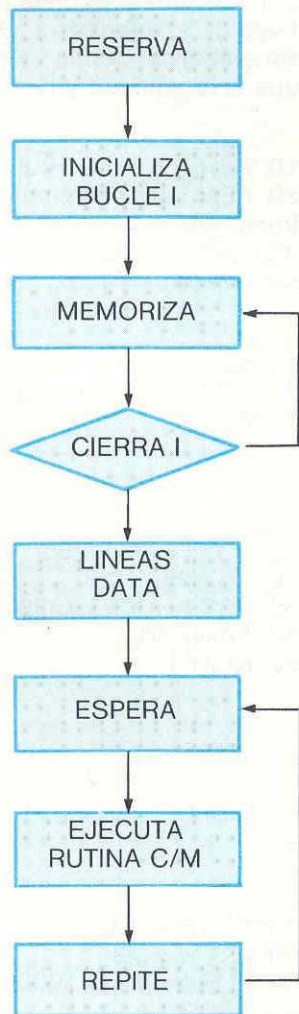 RESERVA
INICIALIZA
BUCLE I
MEMORIZA
CIERRA I
LINEAS
DATA
ESPERA
EJECUTA
RUTINA C/M
REPITE